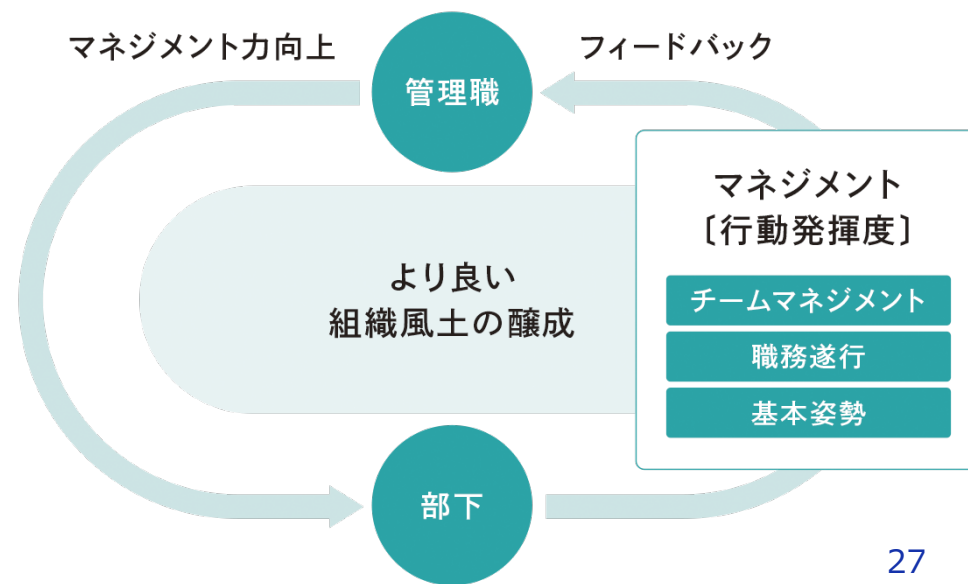 マネジメント力向上
管理職
フィードバック
マネジメント
〔行動発揮度〕
チームマネジメント
職務遂行
基本姿勢
より良い
組織風土の醸成
部下
27